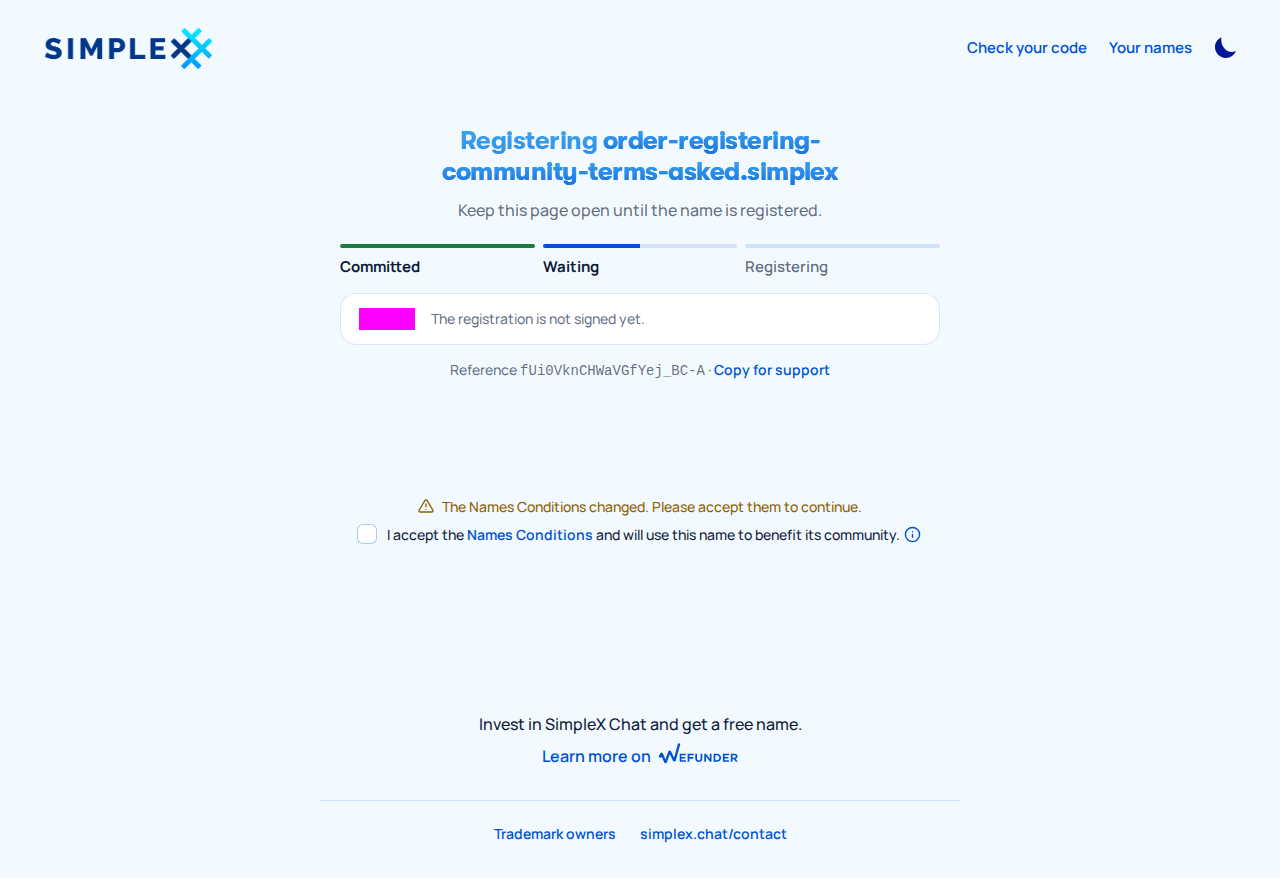 SIMPLEX
Check your code
Your names
Registering order-registering-
community-terms-asked.simplex
Keep this page open until the name is registered.
Committed
Waiting
Registering
The registration is not signed yet.
Reference fUi0VknCHWaVGfYej_BC-A · Copy for support
The Names Conditions changed. Please accept them to continue.
I accept the Names Conditions and will use this name to benefit its community.
Invest in SimpleX Chat and get a free name.
Learn more on WEFUNDER
Trademark owners
simplex.chat/contact